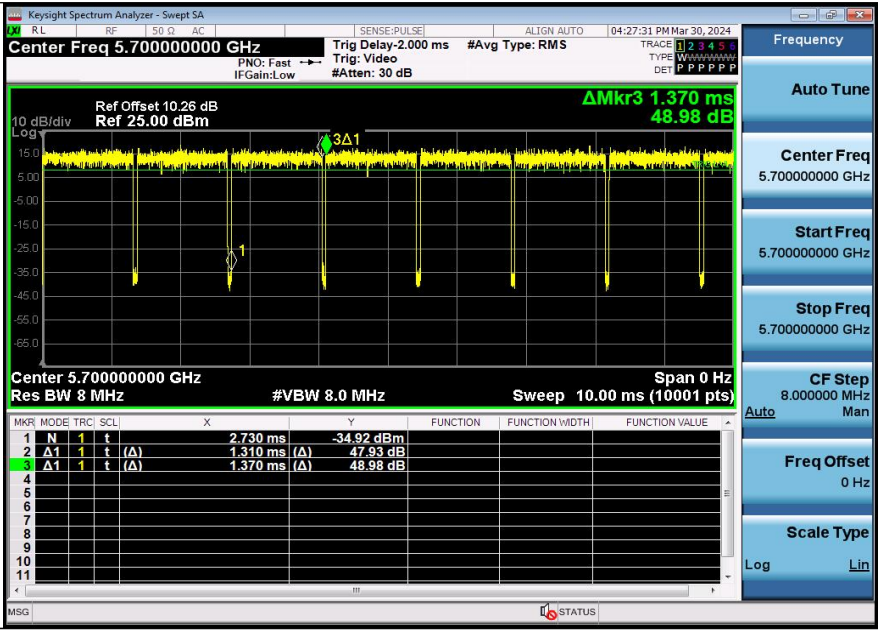 Keysight Spectrum Analyzer - Swept SA
LXI RL RF 50 Ω AC SENSE:PULSE ALIGN AUTO 04:27:31 PM Mar 30, 2024
Center Freq 5.700000000 GHz
PNO: Fast
IFGain:Low
Trig Delay-2.000 ms
Trig: Video
#Atten: 30 dB
#Avg Type: RMS
TRACE 1 2 3 4 5 6
TYPE WWWWWW
DET P P P P P P
Frequency
Auto Tune
Center Freq
5.700000000 GHz
Start Freq
5.700000000 GHz
Stop Freq
5.700000000 GHz
CF Step
8.000000 MHz
Auto Man
Freq Offset
0 Hz
Scale Type
Log Lin
Ref Offset 10.26 dB
10 dB/div Ref 25.00 dBm
Log
ΔMkr3 1.370 ms
48.98 dB
3Δ1
1
15.0
5.00
-5.00
-15.0
-25.0
-35.0
-45.0
-55.0
-65.0
Center 5.700000000 GHz Span 0 Hz
Res BW 8 MHz #VBW 8.0 MHz Sweep 10.00 ms (10001 pts)
MKR MODE TRC SCL X Y FUNCTION FUNCTION WIDTH FUNCTION VALUE
1 N 1 t 2.730 ms -34.92 dBm
2 Δ1 1 t (Δ) 1.310 ms (Δ) 47.93 dB
3 Δ1 1 t (Δ) 1.370 ms (Δ) 48.98 dB
4
5
6
7
8
9
10
11
MSG STATUS